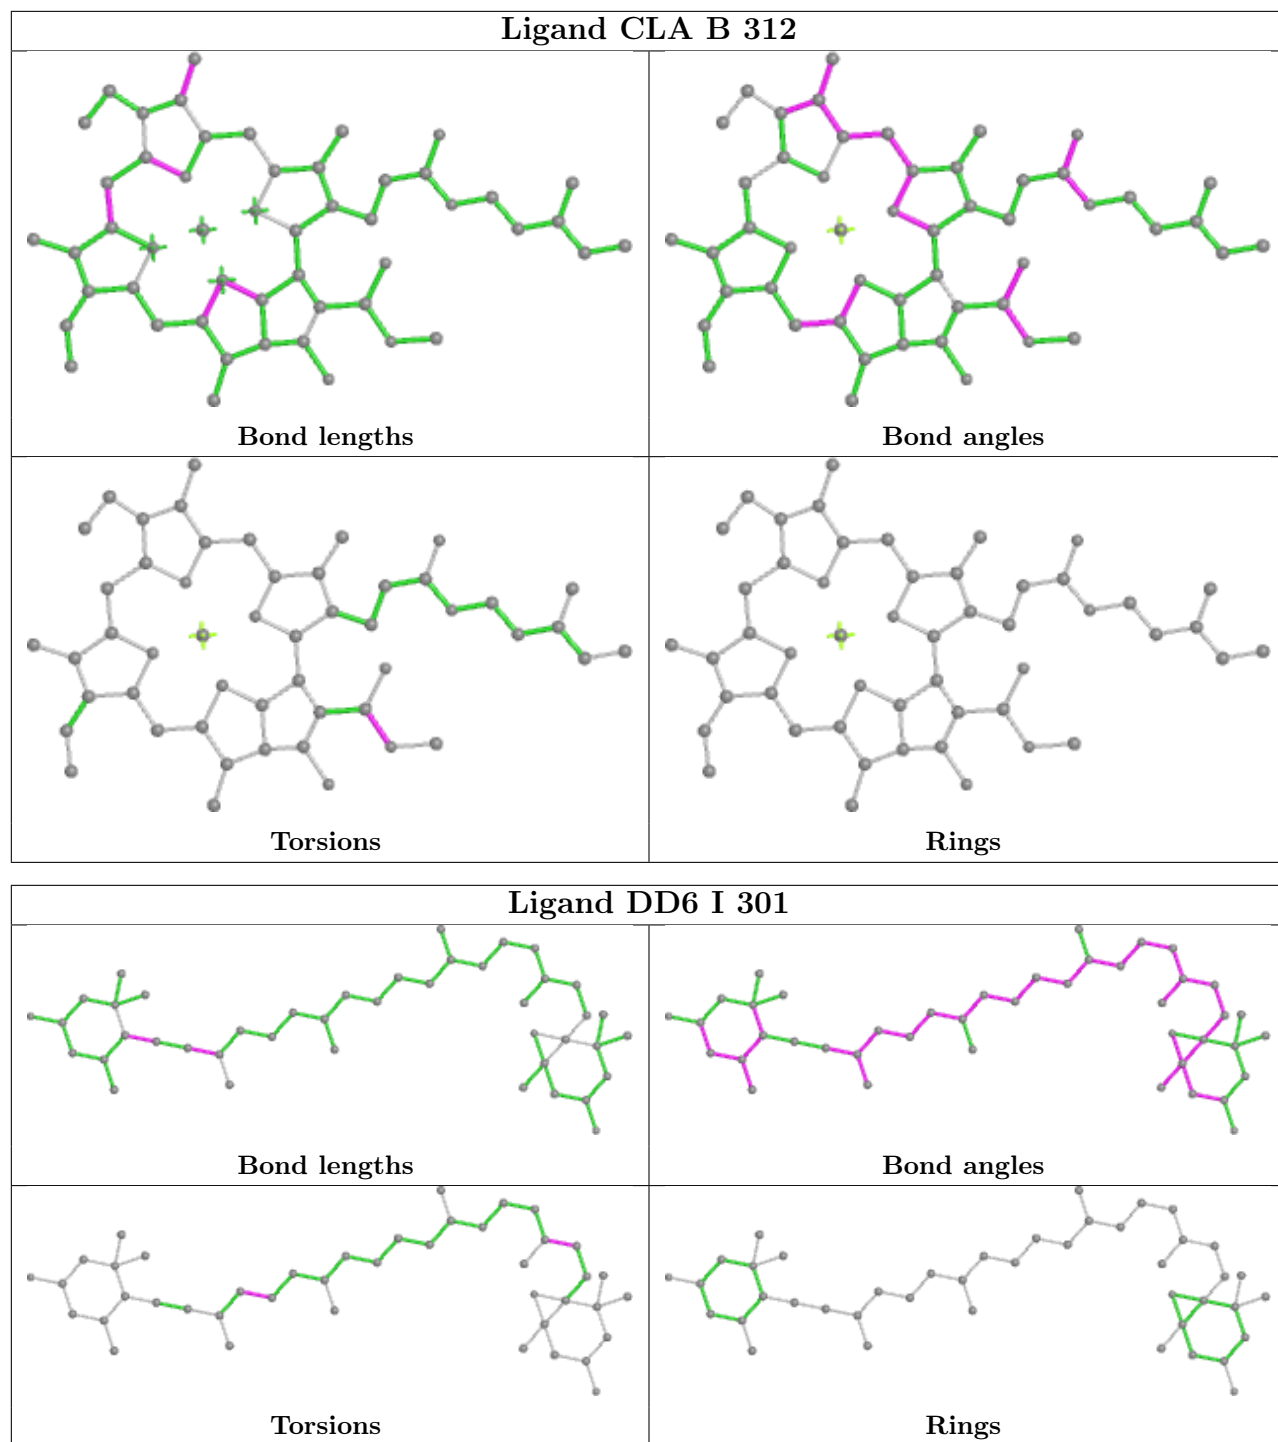 Ligand CLA B 312
Bond lengths
Bond angles
Torsions
Rings
Ligand DD6 I 301
Bond lengths
Bond angles
Torsions
Rings